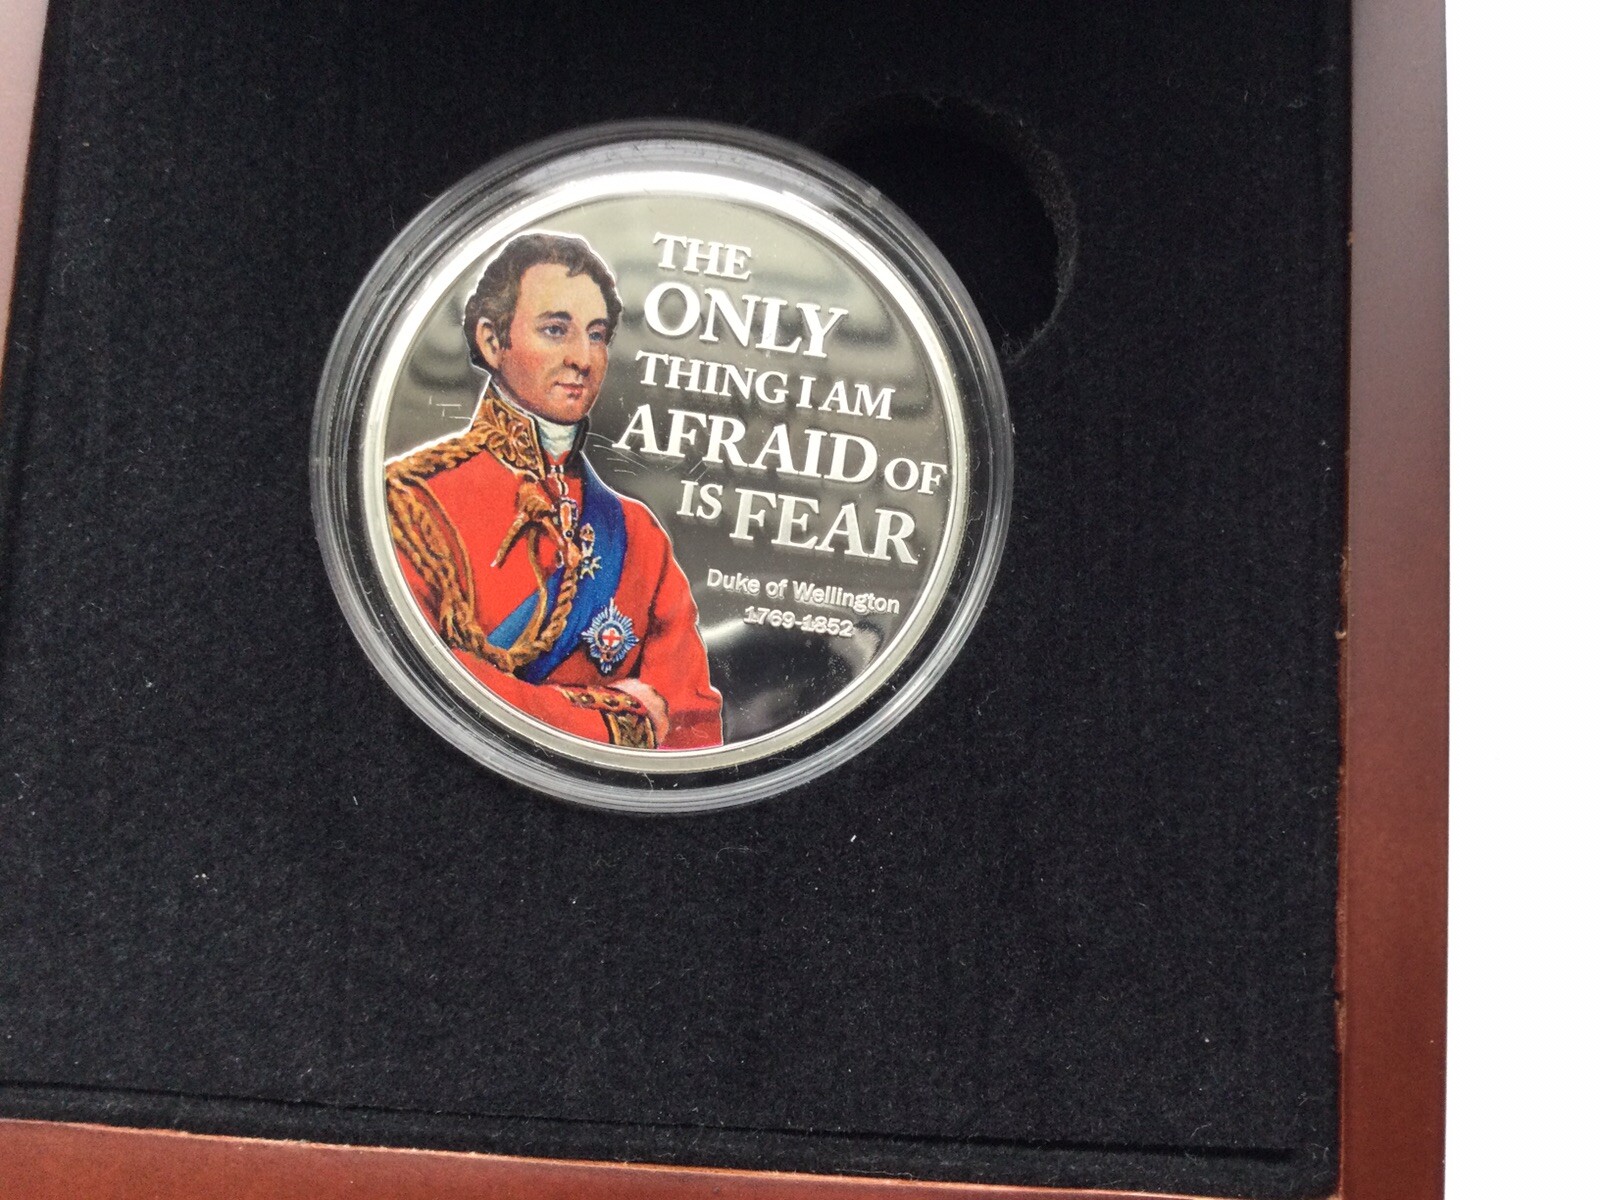 THE
ONLY
THING I AM
AFRAID OF
IS FEAR
Duke of Wellington
1769-1852